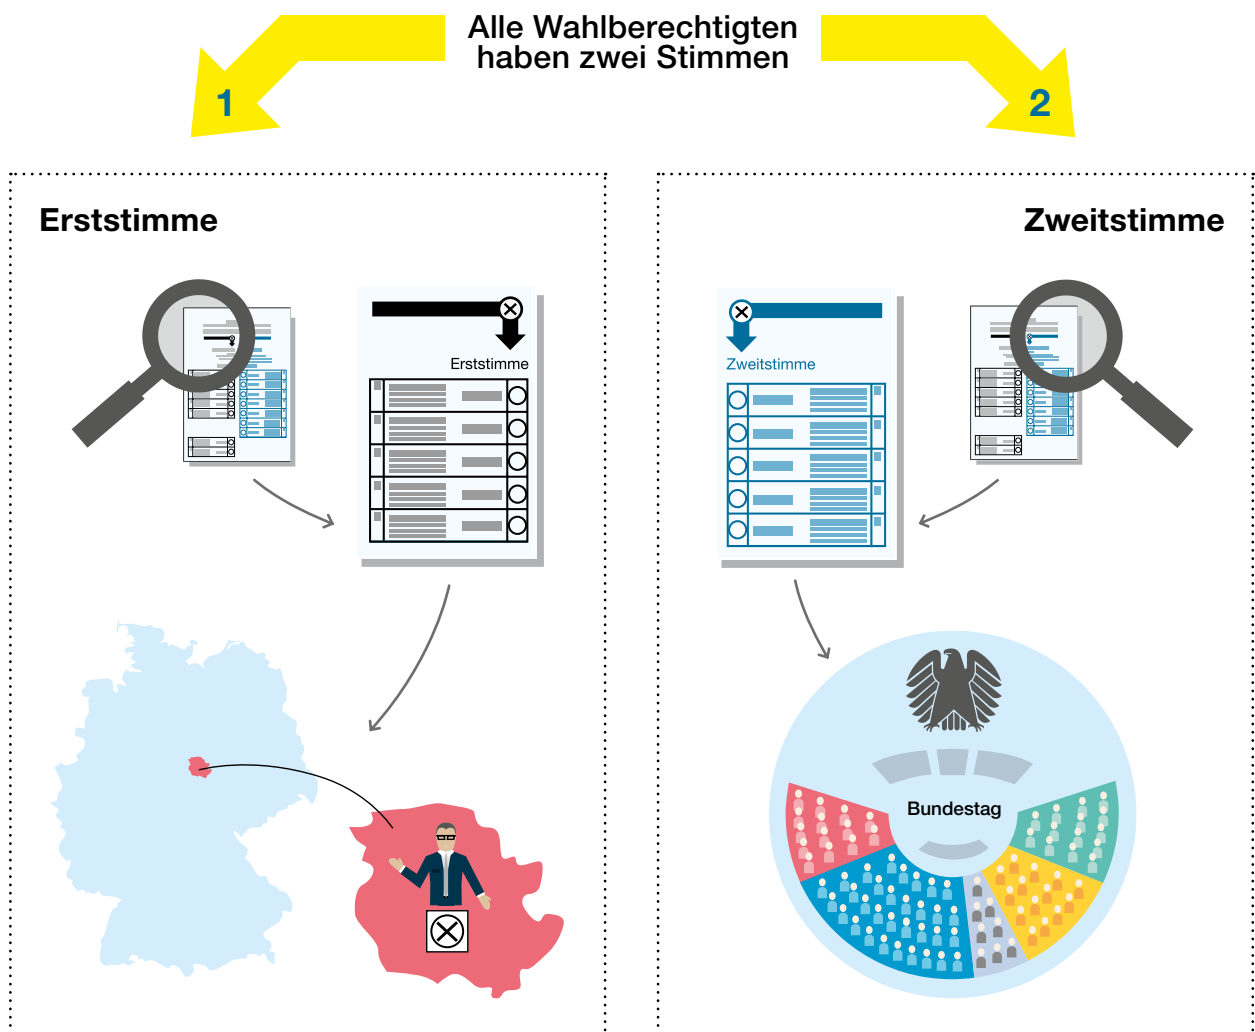 Alle Wahlberechtigten
haben zwei Stimmen
1
2
Erststimme
Zweitstimme
Erststimme
Zweitstimme
Bundestag